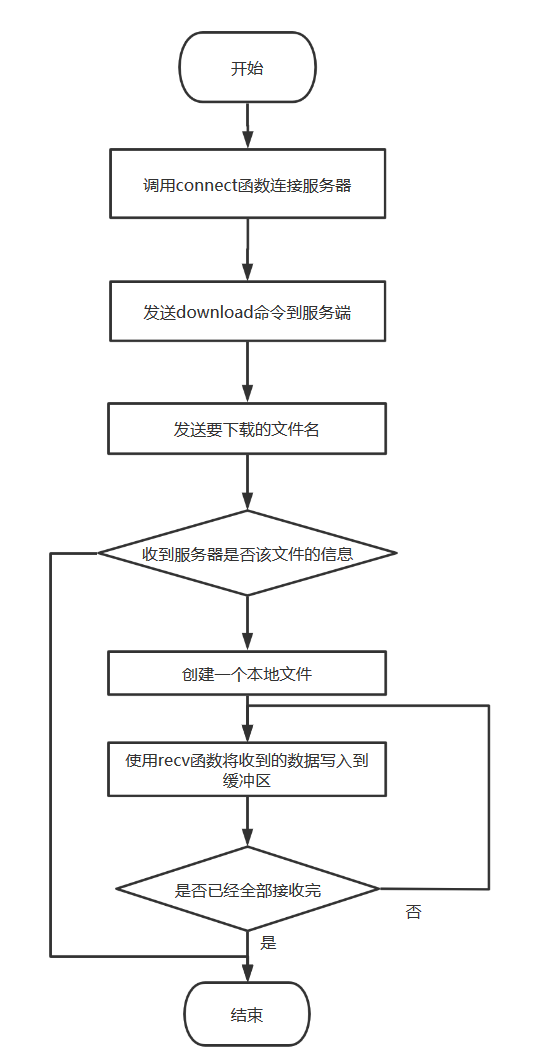 开始
调用connect函数连接服务器
发送download命令到服务端
发送要下载的文件名
收到服务器是否该文件的信息
创建一个本地文件
使用recv函数将收到的数据写入到
缓冲区
是否已经全部接收完
否
是
结束